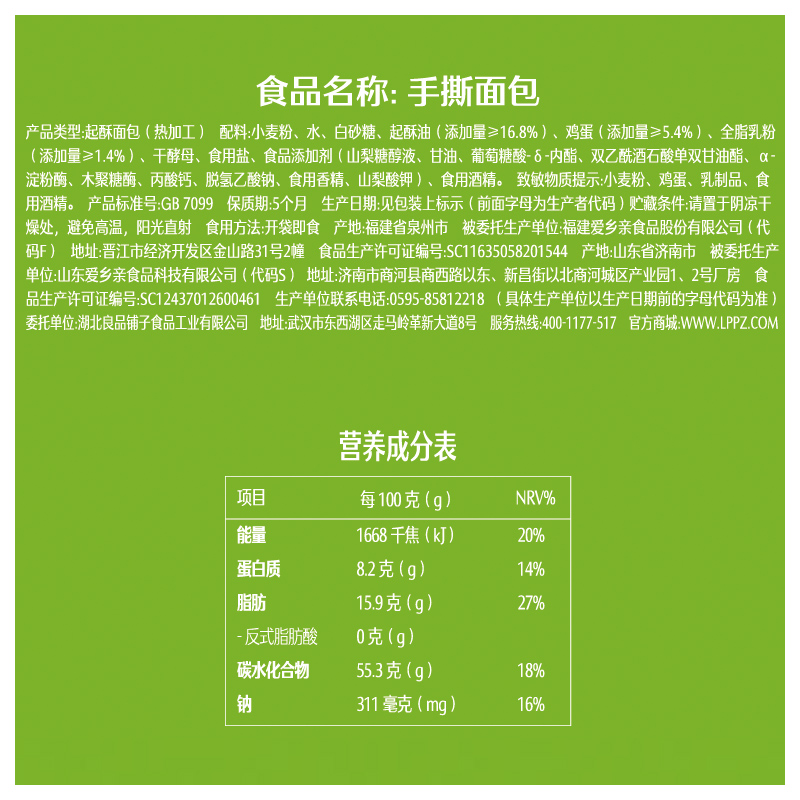 食品名称: 手撕面包
产品类型:起酥面包（热加工） 配料:小麦粉、水、白砂糖、起酥油（添加量≥16.8%）、鸡蛋（添加量≥5.4%）、全脂乳粉
（添加量≥1.4%）、干酵母、食用盐、食品添加剂（山梨糖醇液、甘油、葡萄糖酸-δ-内酯、双乙酰酒石酸单双甘油酯、α-
淀粉酶、木聚糖酶、丙酸钙、脱氢乙酸钠、食用香精、山梨酸钾）、食用酒精。 致敏物质提示:小麦粉、鸡蛋、乳制品、食
用酒精。 产品标准号:GB 7099 保质期:5个月 生产日期:见包装上标示（前面字母为生产者代码）贮藏条件:请置于阴凉干
燥处，避免高温，阳光直射 食用方法:开袋即食 产地:福建省泉州市 被委托生产单位:福建爱乡亲食品股份有限公司（代
码F） 地址:晋江市经济开发区金山路31号2幢 食品生产许可证编号:SC11635058201544 产地:山东省济南市 被委托生产
单位:山东爱乡亲食品科技有限公司（代码S） 地址:济南市商河县商西路以东、新昌街以北商河城区产业园1、2号厂房 食
品生产许可证编号:SC12437012600461 生产单位联系电话:0595-85812218 （具体生产单位以生产日期前的字母代码为准）
委托单位:湖北良品铺子食品工业有限公司 地址:武汉市东西湖区走马岭革新大道8号 服务热线:400-1177-517 官方商城:WWW.LPPZ.COM
营养成分表
项目 每100克（g） NRV%
能量 1668 千焦（kJ） 20%
蛋白质 8.2 克（g） 14%
脂肪 15.9 克（g） 27%
- 反式脂肪酸 0 克（g）
碳水化合物 55.3 克（g） 18%
钠 311 毫克（mg） 16%